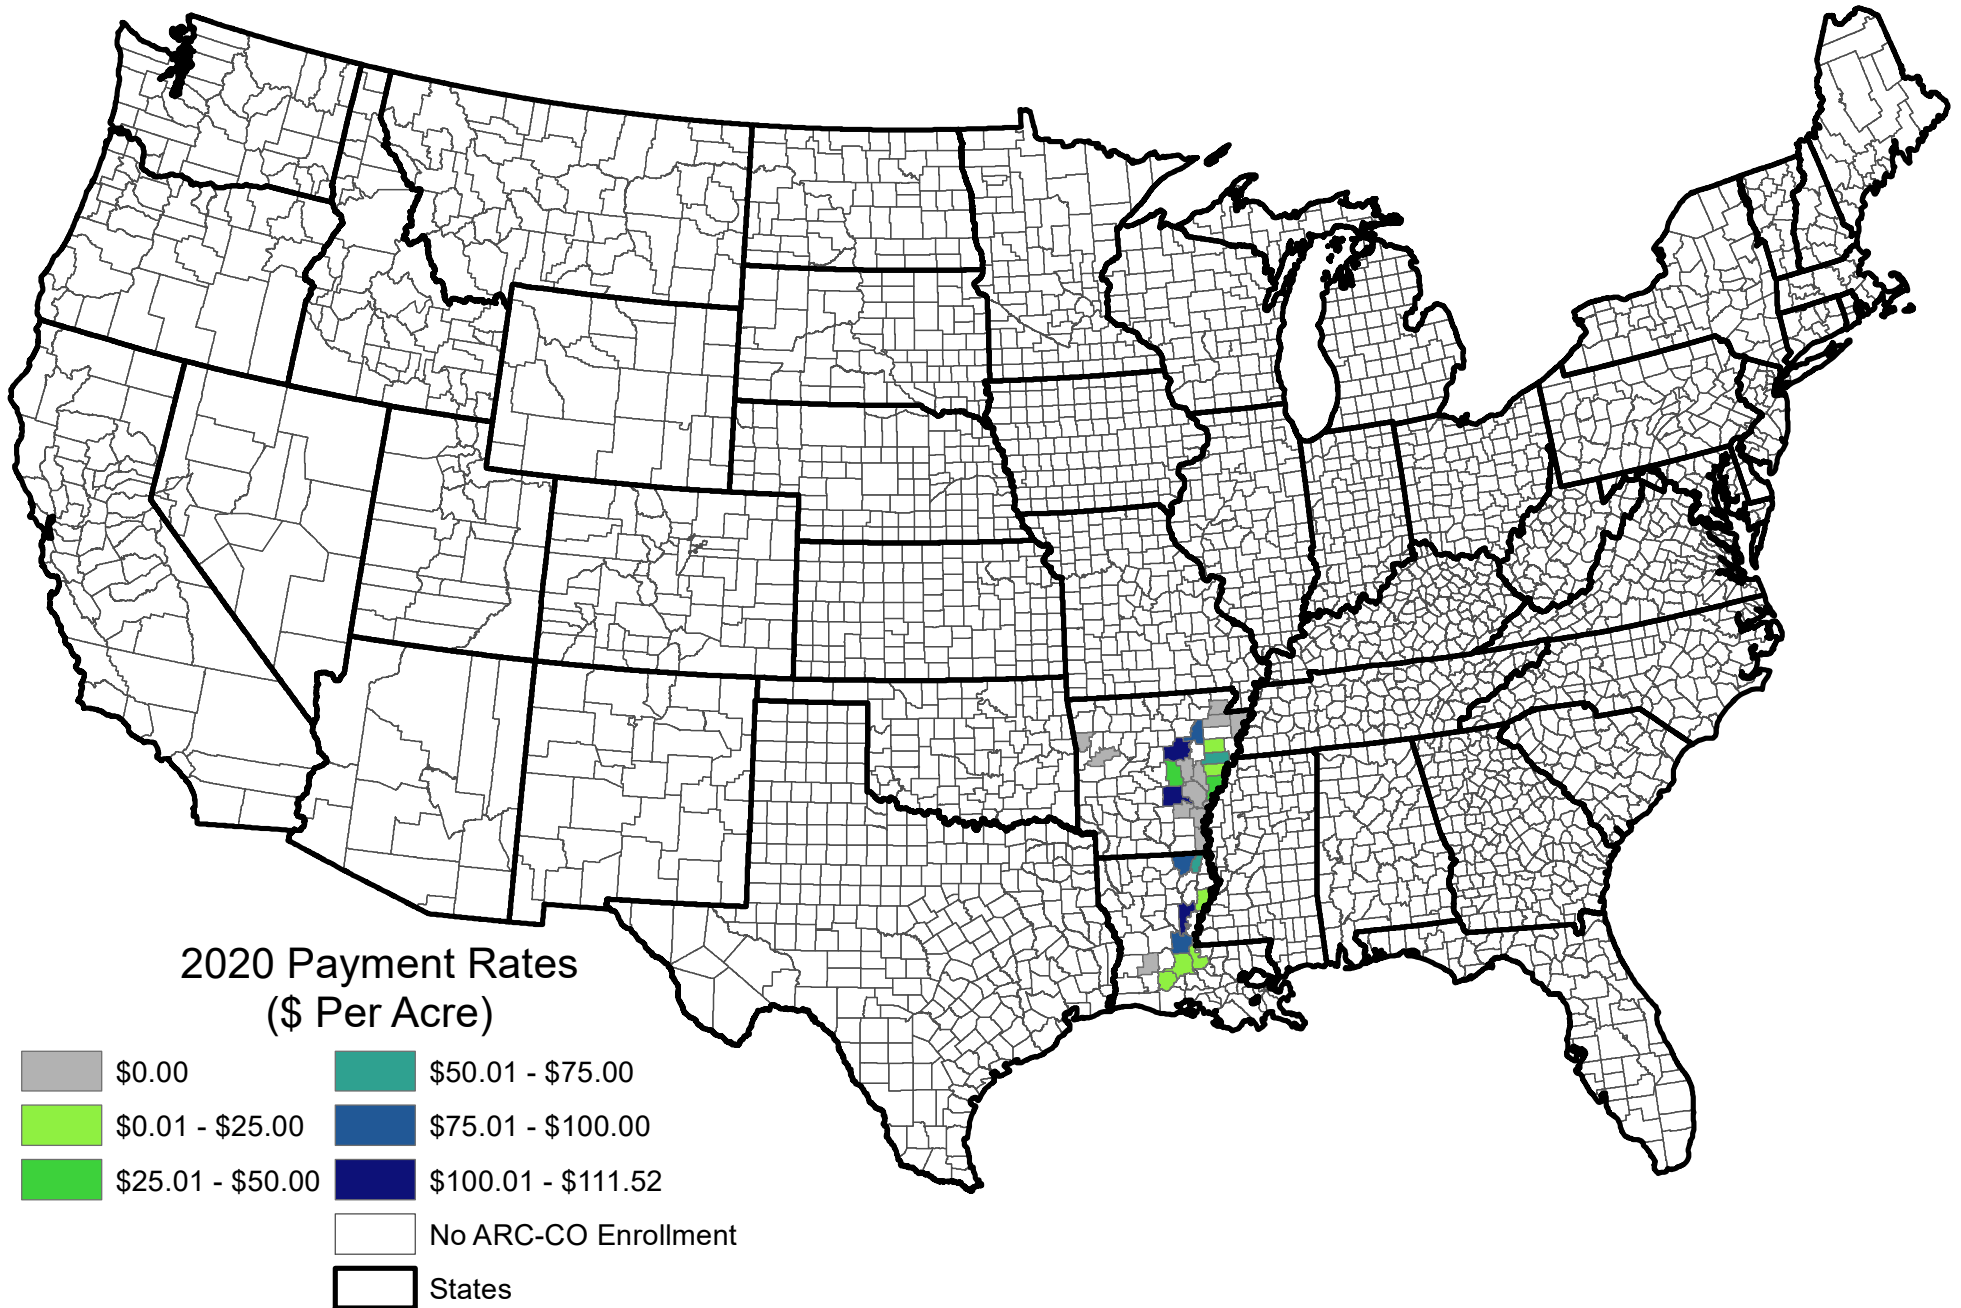 2020 Payment Rates
($ Per Acre)
$0.00
$0.01 - $25.00
$25.01 - $50.00
$50.01 - $75.00
$75.01 - $100.00
$100.01 - $111.52
No ARC-CO Enrollment
States